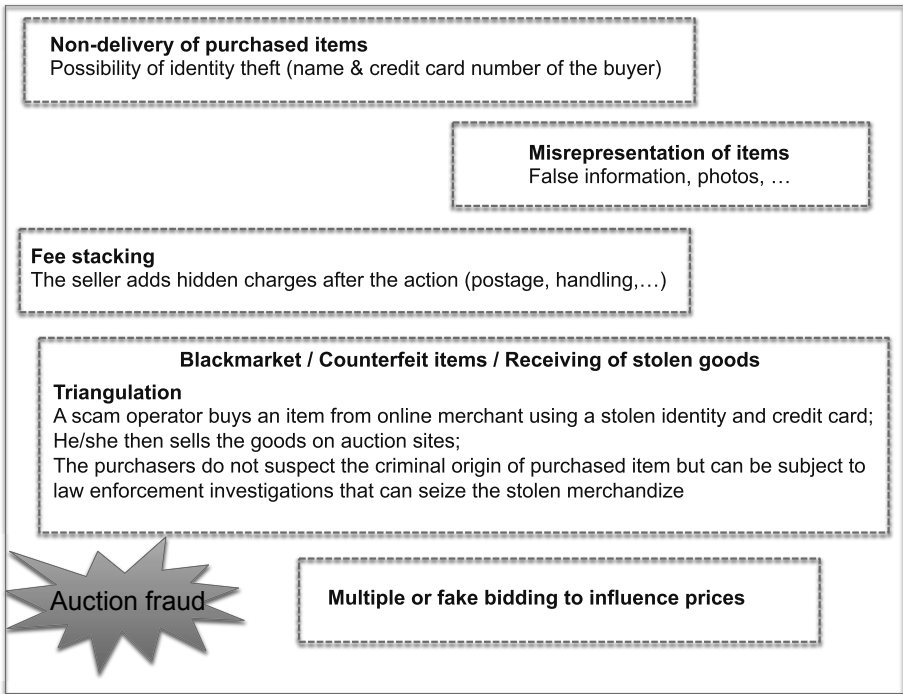 Non-delivery of purchased items
Possibility of identity theft (name & credit card number of the buyer)
Misrepresentation of items
False information, photos, …
Fee stacking
The seller adds hidden charges after the action (postage, handling,…)
Blackmarket / Counterfeit items / Receiving of stolen goods
Triangulation
A scam operator buys an item from online merchant using a stolen identity and credit card;
He/she then sells the goods on auction sites;
The purchasers do not suspect the criminal origin of purchased item but can be subject to
law enforcement investigations that can seize the stolen merchandize
Auction fraud
Multiple or fake bidding to influence prices